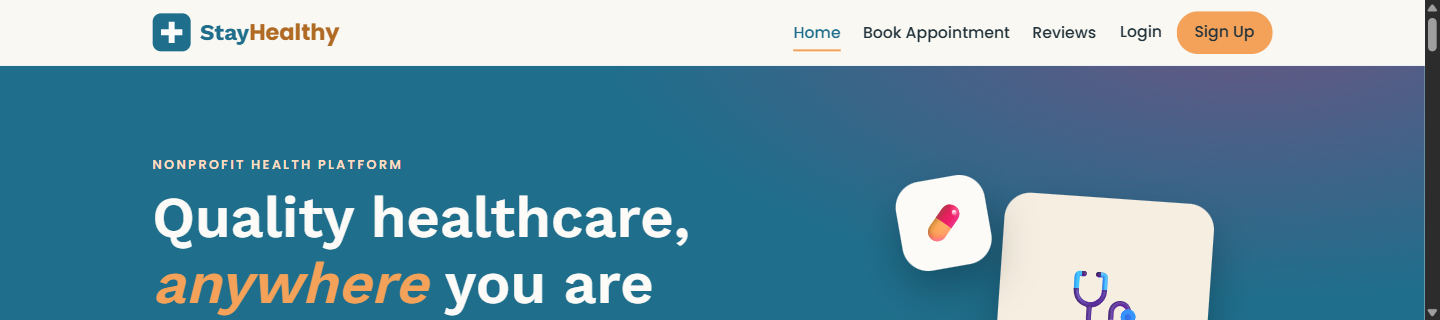 StayHealthy
Home Book Appointment Reviews Login Sign Up
NONPROFIT HEALTH PLATFORM
Quality healthcare,
anywhere you are